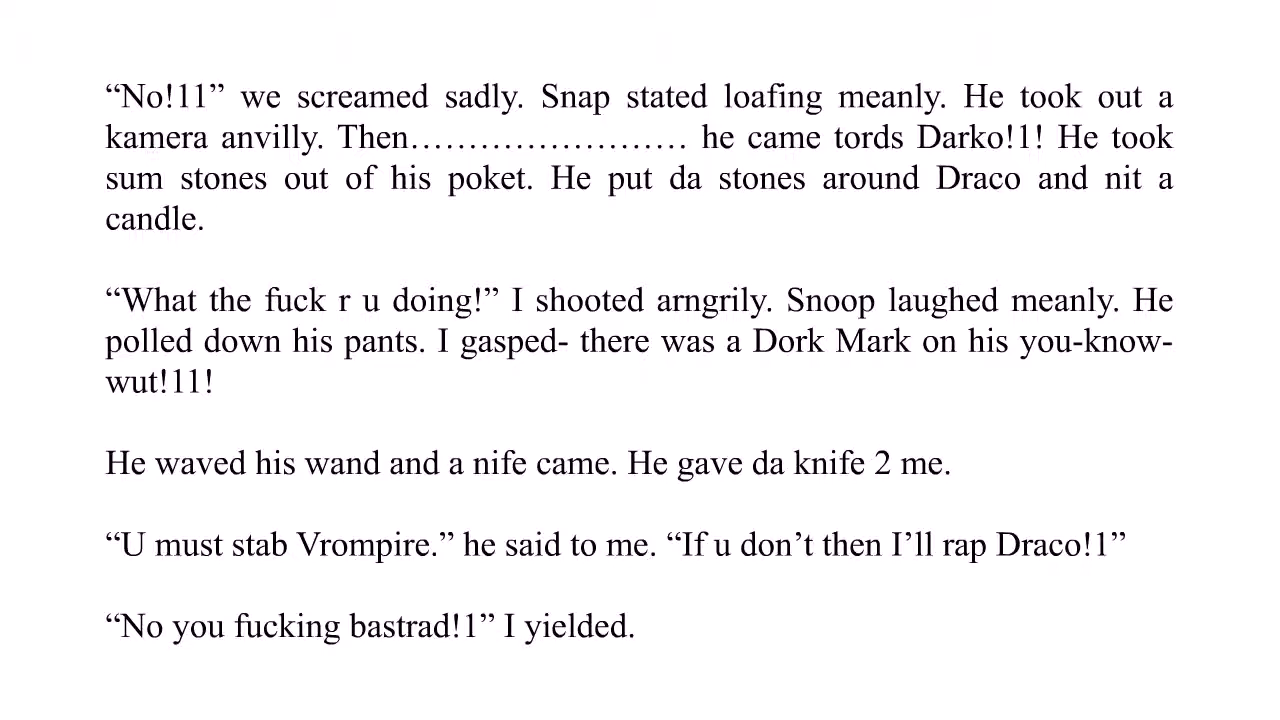 “No!11” we screamed sadly. Snap stated loafing meanly. He took out a
kamera anvilly. Then…………………… he came tords Darko!1! He took
sum stones out of his poket. He put da stones around Draco and nit a
candle.
“What the fuck r u doing!” I shooted arngrily. Snoop laughed meanly. He
polled down his pants. I gasped- there was a Dork Mark on his you-know-
wut!11!
He waved his wand and a nife came. He gave da knife 2 me.
“U must stab Vrompire.” he said to me. “If u don’t then I’ll rap Draco!1”
“No you fucking bastrad!1” I yielded.